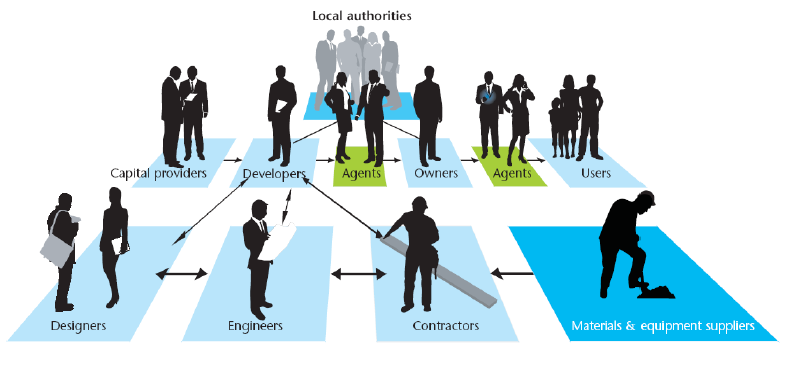 Local authorities
Capital providers
Developers
Agents
Owners
Agents
Users
Designers
Engineers
Contractors
Materials & equipment suppliers